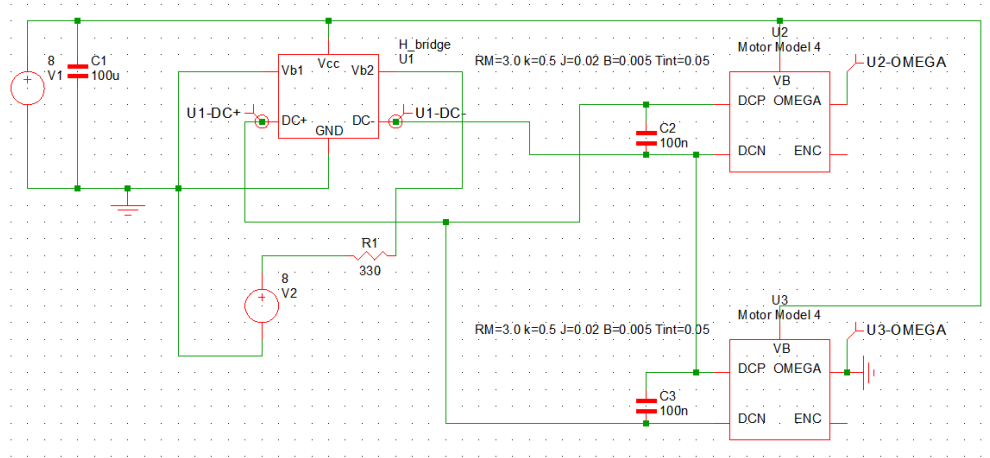 8
V1
C1
100u
H_bridge
U1
Vcc
Vb1
Vb2
DC+
DC-
GND
U1-DC+
U1-DC-
RM=3.0 k=0.5 J=0.02 B=0.005 Tint=0.05
U2
Motor Model 4
VB
DCP OMEGA
DCN ENC
U2-OMEGA
C2
100n
R1
330
8
V2
RM=3.0 k=0.5 J=0.02 B=0.005 Tint=0.05
U3
Motor Model 4
VB
DCP OMEGA
DCN ENC
U3-OMEGA
C3
100n